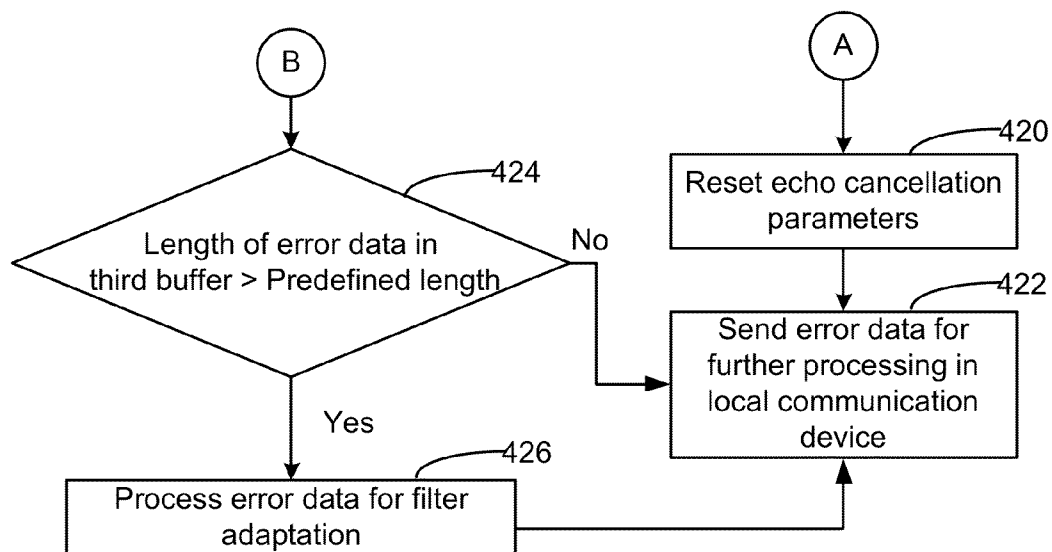 B
A
424
420
Length of error data in
third buffer > Predefined length
No
Reset echo cancellation
parameters
422
Send error data for
further processing in
local communication
device
Yes
426
Process error data for filter
adaptation